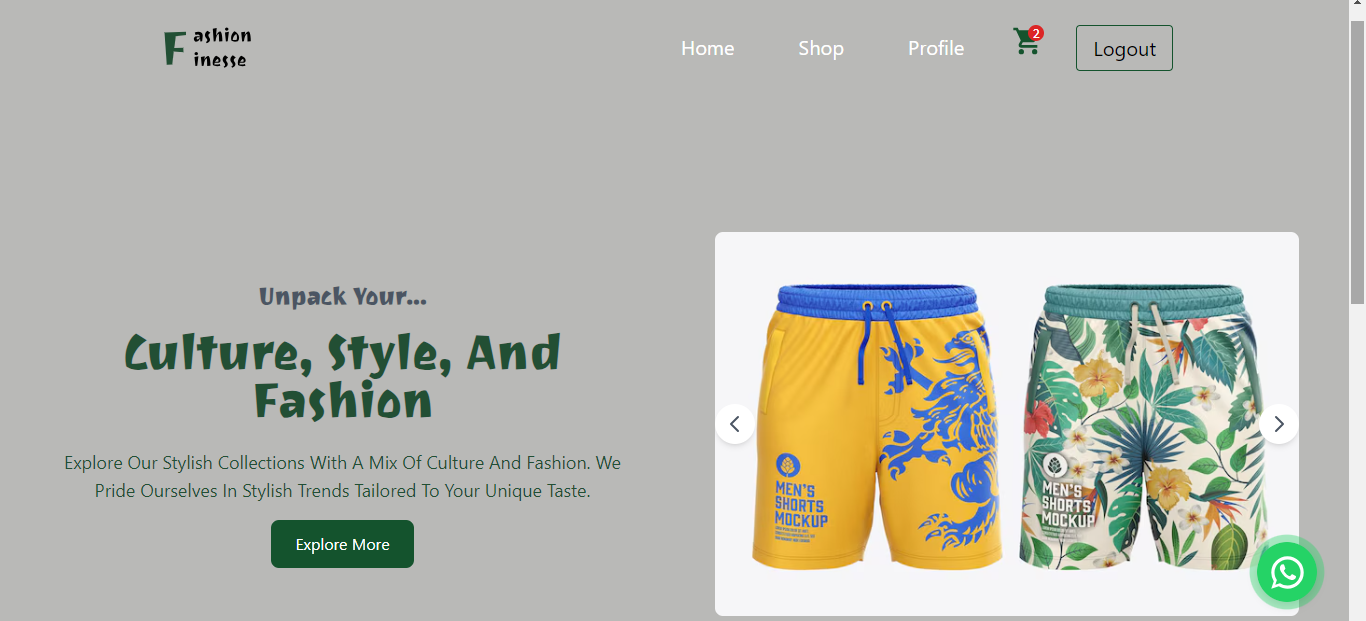 F
ashion
inesse
Home
Shop
Profile
2
Logout
Unpack Your...
Culture, Style, And
Fashion
Explore Our Stylish Collections With A Mix Of Culture And Fashion. We
Pride Ourselves In Stylish Trends Tailored To Your Unique Taste.
Explore More
MEN'S
SHORTS
MOCKUP
MEN'S
SHORTS
MOCKUP